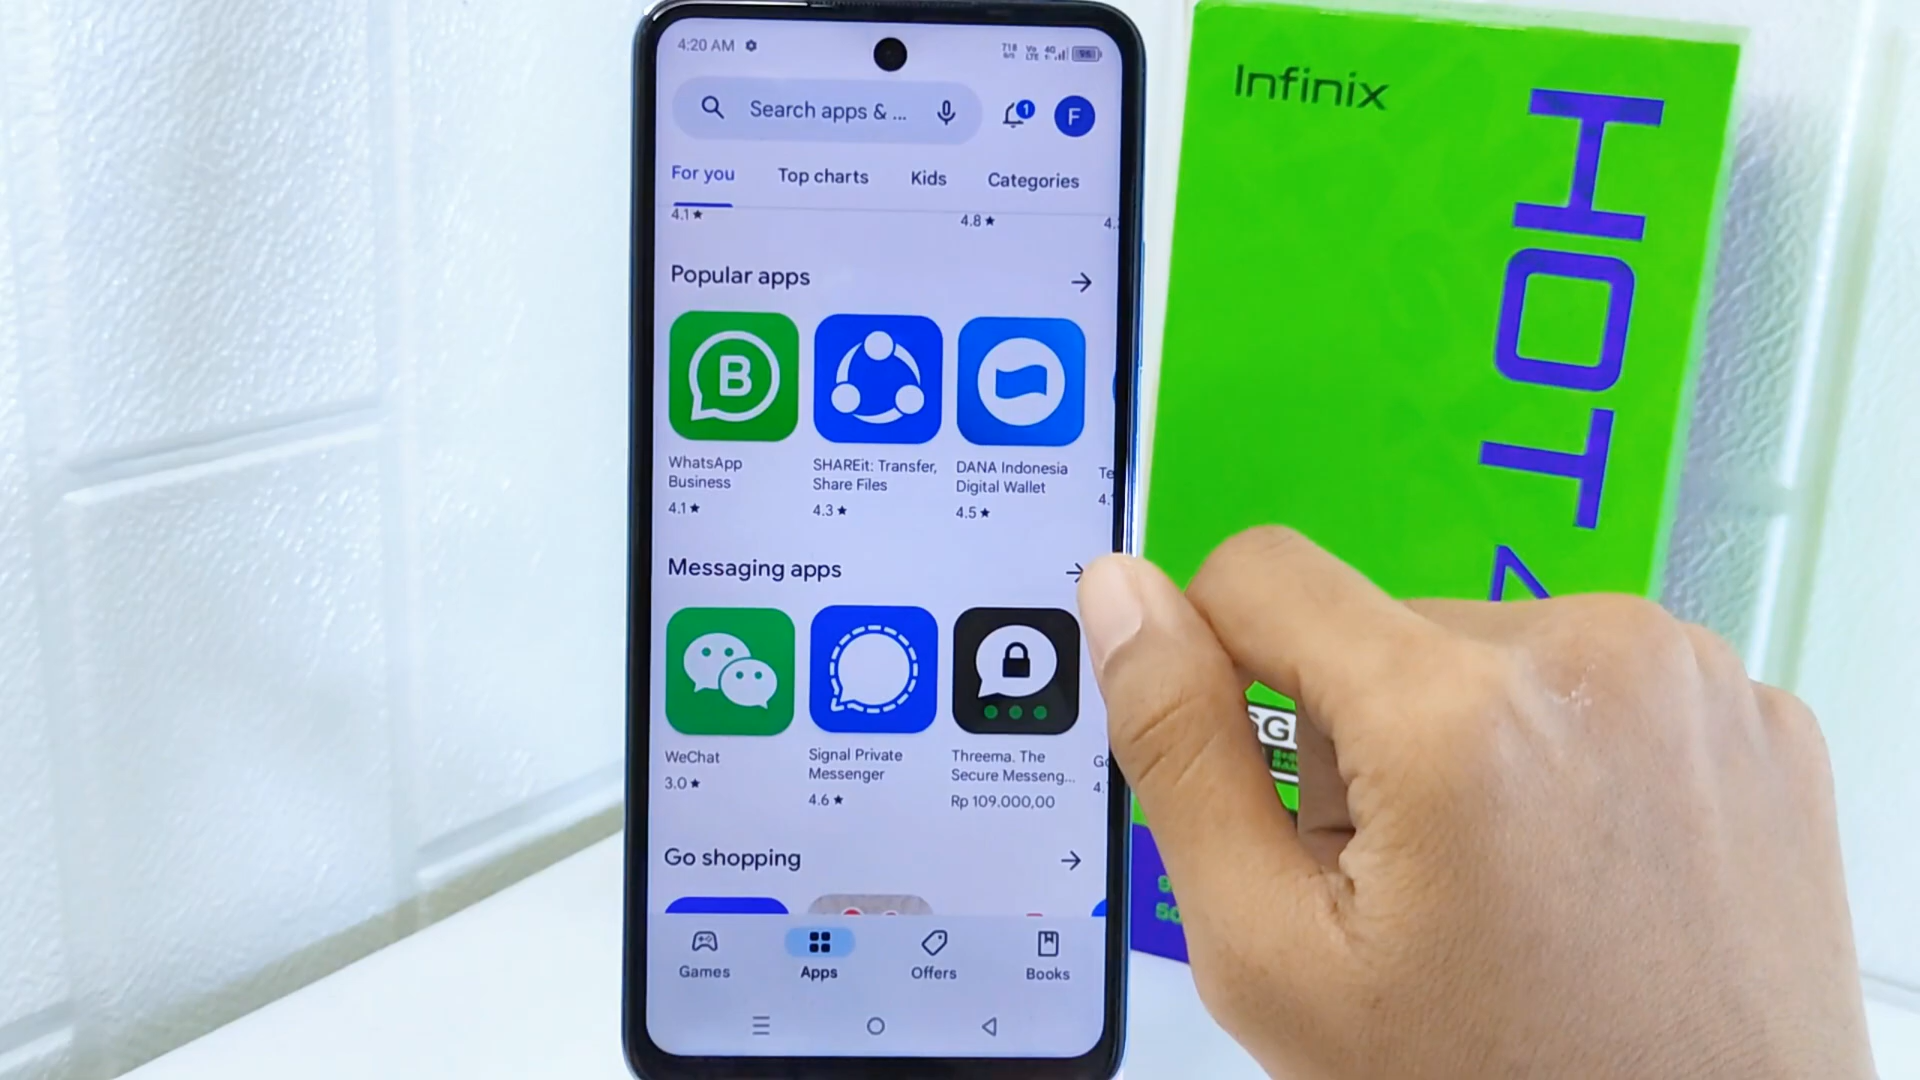 4:20 AM
Search apps & ...
1
F
For you
Top charts
Kids
Categories
4.1★
4.8★
Popular apps
WhatsApp
Business
4.1★
SHAREit: Transfer,
Share Files
4.3★
DANA Indonesia
Digital Wallet
4.5★
Messaging apps
WeChat
3.0★
Signal Private
Messenger
4.6★
Threema. The
Secure Messeng...
Rp 109.000,00
Go shopping
Games
Apps
Offers
Books
Infinix
HOT